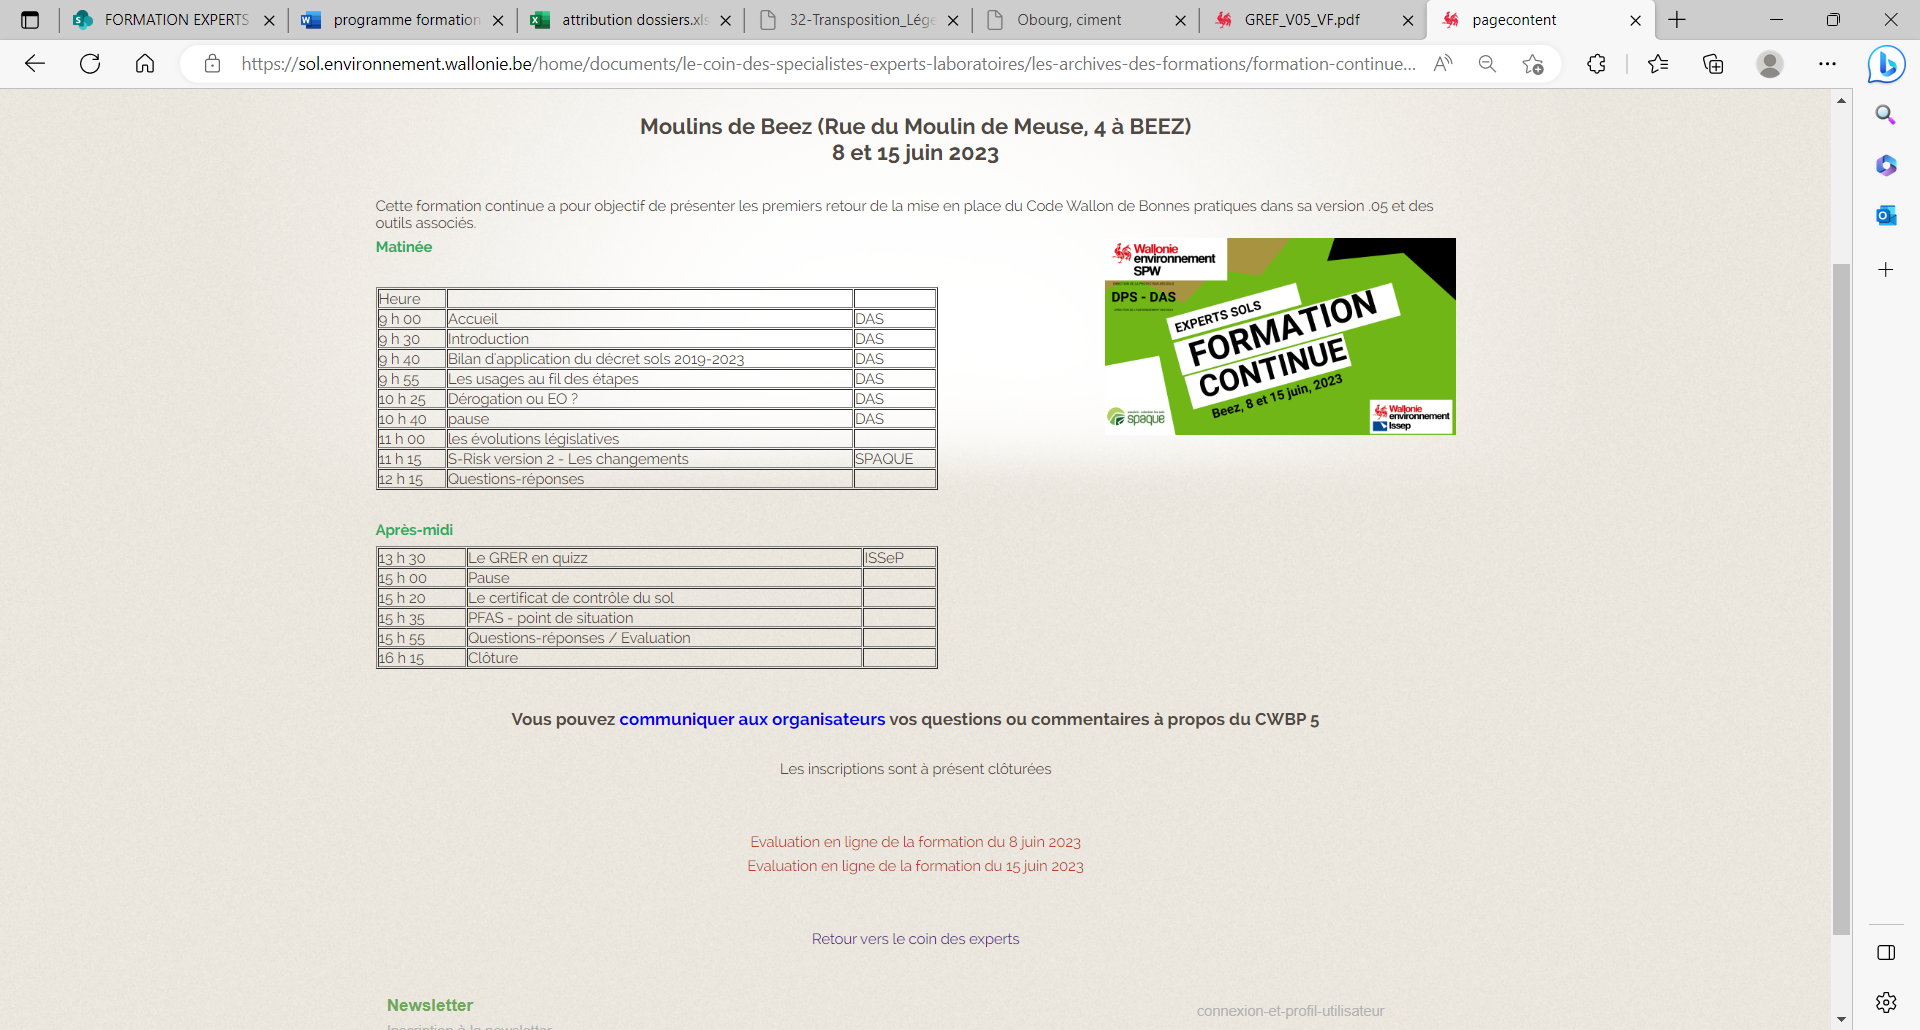 FORMATION EXPERTS
programme formation
attribution dossiers.xls
32-Transposition_Lége
Obourg, ciment
GREF_V05_VF.pdf
pagecontent
https://sol.environnement.wallonie.be/home/documents/le-coin-des-specialistes-experts-laboratoires/les-archives-des-formations/formation-continue...
Moulins de Beez (Rue du Moulin de Meuse, 4 à BEEZ)
8 et 15 juin 2023
Cette formation continue a pour objectif de présenter les premiers retour de la mise en place du Code Wallon de Bonnes pratiques dans sa version .05 et des
outils associés.
Matinée
Heure
9 h 00 Accueil DAS
9 h 30 Introduction DAS
9 h 40 Bilan d'application du décret sols 2019-2023 DAS
9 h 55 Les usages au fil des étapes DAS
10 h 25 Dérogation ou EO ? DAS
10 h 40 pause DAS
11 h 00 les évolutions législatives
11 h 15 S-Risk version 2 - Les changements SPAQUE
12 h 15 Questions-réponses
Wallonie
environnement
SPW
DPS - DAS
EXPERTS SOLS
FORMATION
CONTINUE
Beez, 8 et 15 juin, 2023
spaque
Wallonie
environnement
Issep
Après-midi
13 h 30 Le GRER en quizz ISSeP
15 h 00 Pause
15 h 20 Le certificat de contrôle du sol
15 h 35 PFAS - point de situation
15 h 55 Questions-réponses / Evaluation
16 h 15 Clôture
Vous pouvez communiquer aux organisateurs vos questions ou commentaires à propos du CWBP 5
Les inscriptions sont à présent clôturées
Evaluation en ligne de la formation du 8 juin 2023
Evaluation en ligne de la formation du 15 juin 2023
Retour vers le coin des experts
Newsletter
connexion-et-profil-utilisateur
Inscription à la newsletter